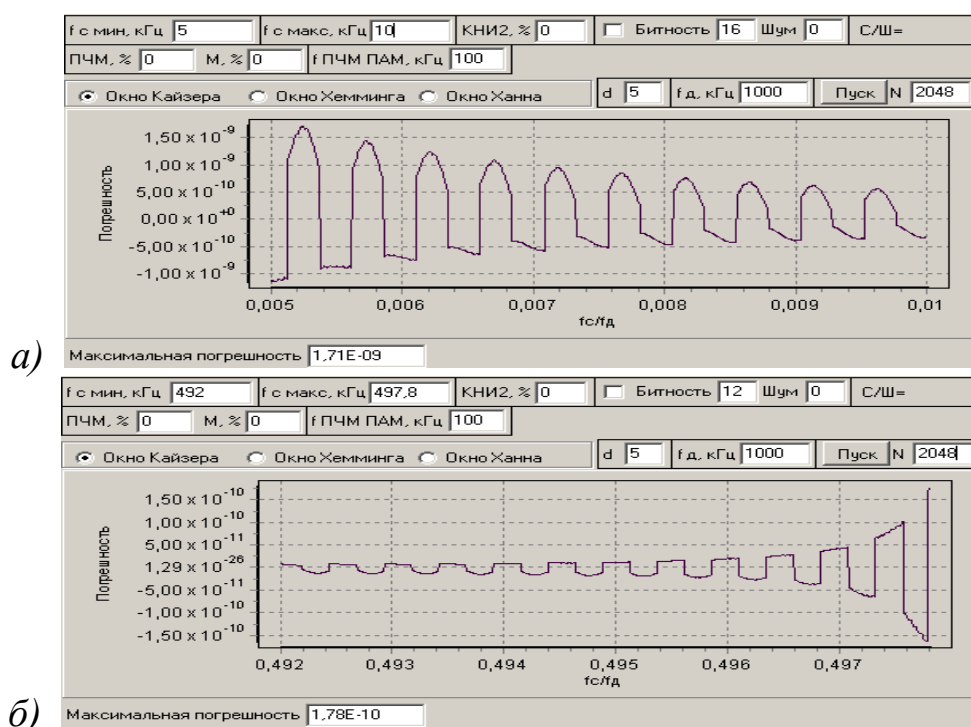 f с мин, кГц 5 f с макс, кГц 10 КНИ2, % 0 Битность 16 Шум 0 С/Ш=
ПЧМ, % 0 М, % 0 f ПЧМ ПАМ, кГц 100
Окно Кайзера Окно Хемминга Окно Ханна d 5 f д, кГц 1000 Пуск N 2048
Погрешность
1,50 x 10^-9
1,00 x 10^-9
5,00 x 10^-10
0,00 x 10^+0
-5,00 x 10^-10
-1,00 x 10^-9
0,005 0,006 0,007 0,008 0,009 0,01
fc/fд
а) Максимальная погрешность 1,71E-09
f с мин, кГц 492 f с макс, кГц 497,8 КНИ2, % 0 Битность 12 Шум 0 С/Ш=
ПЧМ, % 0 М, % 0 f ПЧМ ПАМ, кГц 100
Окно Кайзера Окно Хемминга Окно Ханна d 5 f д, кГц 1000 Пуск N 2048
Погрешность
1,50 x 10^-10
1,00 x 10^-10
5,00 x 10^-11
1,29 x 10^-26
-5,00 x 10^-11
-1,00 x 10^-10
-1,50 x 10^-10
0,492 0,493 0,494 0,495 0,496 0,497
fc/fд
б) Максимальная погрешность 1,78E-10